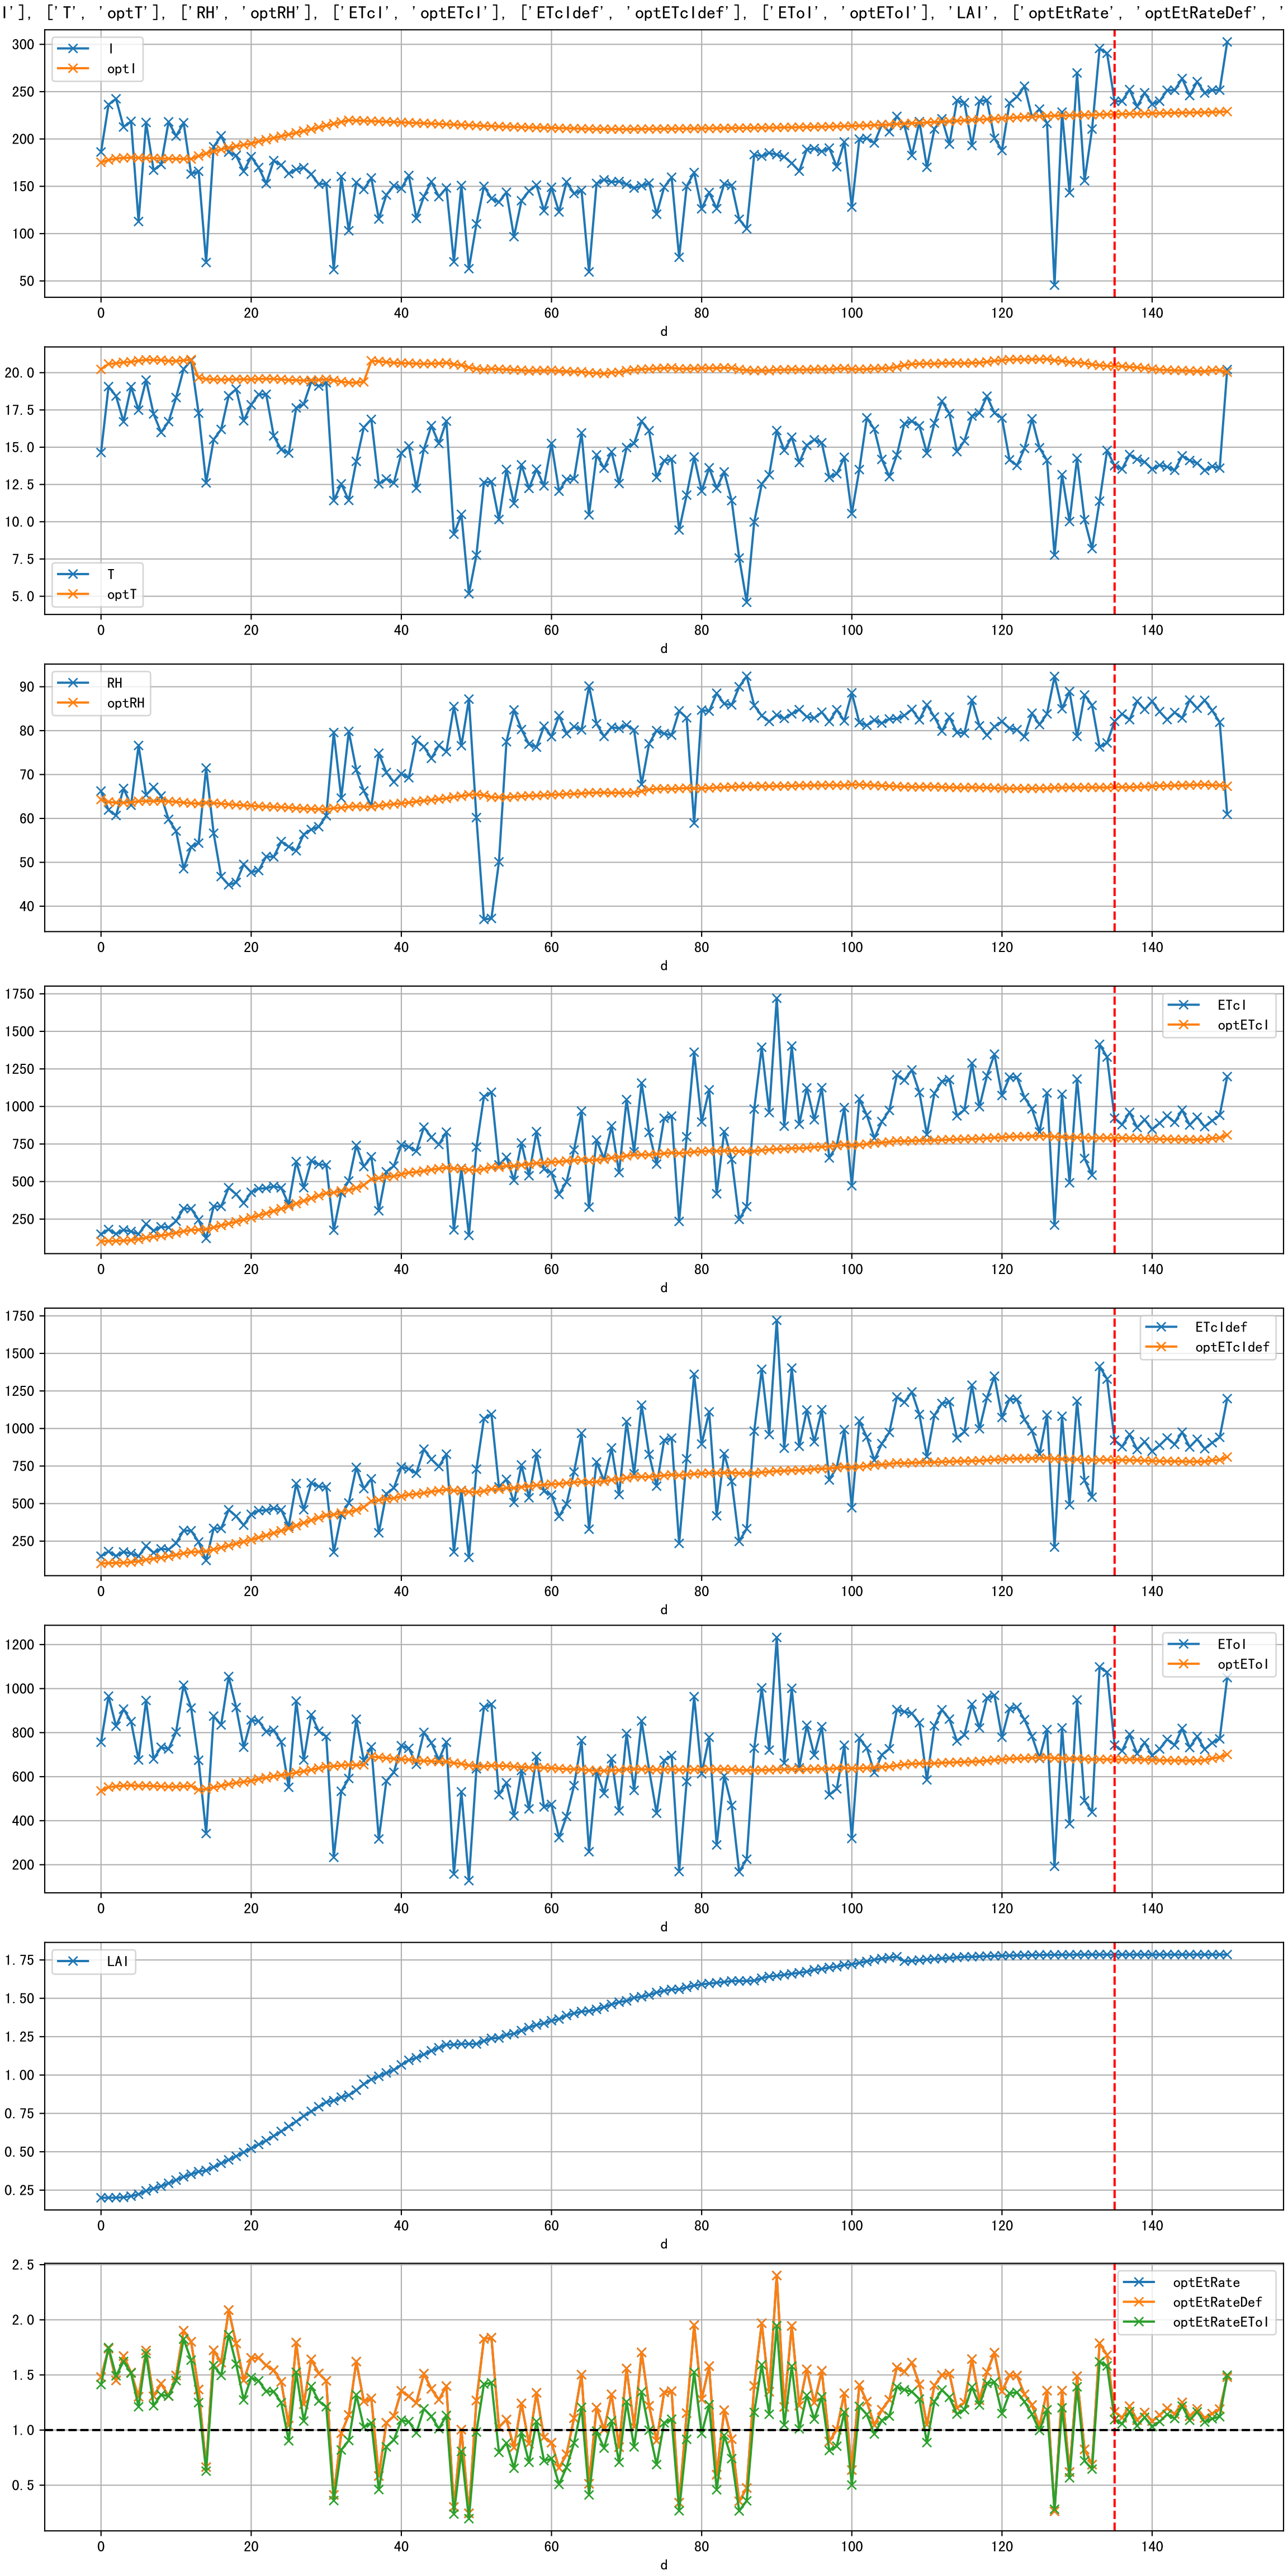 I'], ['T', 'optT'], ['RH', 'optRH'], ['ETcI', 'optETcI'], ['ETcIdef', 'optETcIdef'], ['EToI', 'optEToI'], 'LAI', ['optEtRate', 'optEtRateDef', '
I
optI
300
250
200
150
100
50
0 20 40 60 80 100 120 140
d
20.0
17.5
15.0
12.5
10.0
7.5
5.0
T
optT
0 20 40 60 80 100 120 140
d
RH
optRH
90
80
70
60
50
40
0 20 40 60 80 100 120 140
d
ETcI
optETcI
1750
1500
1250
1000
750
500
250
0 20 40 60 80 100 120 140
d
ETcIdef
optETcIdef
1750
1500
1250
1000
750
500
250
0 20 40 60 80 100 120 140
d
EToI
optEToI
1200
1000
800
600
400
200
0 20 40 60 80 100 120 140
d
LAI
1.75
1.50
1.25
1.00
0.75
0.50
0.25
0 20 40 60 80 100 120 140
d
optEtRate
optEtRateDef
optEtRateEToI
2.5
2.0
1.5
1.0
0.5
0 20 40 60 80 100 120 140
d